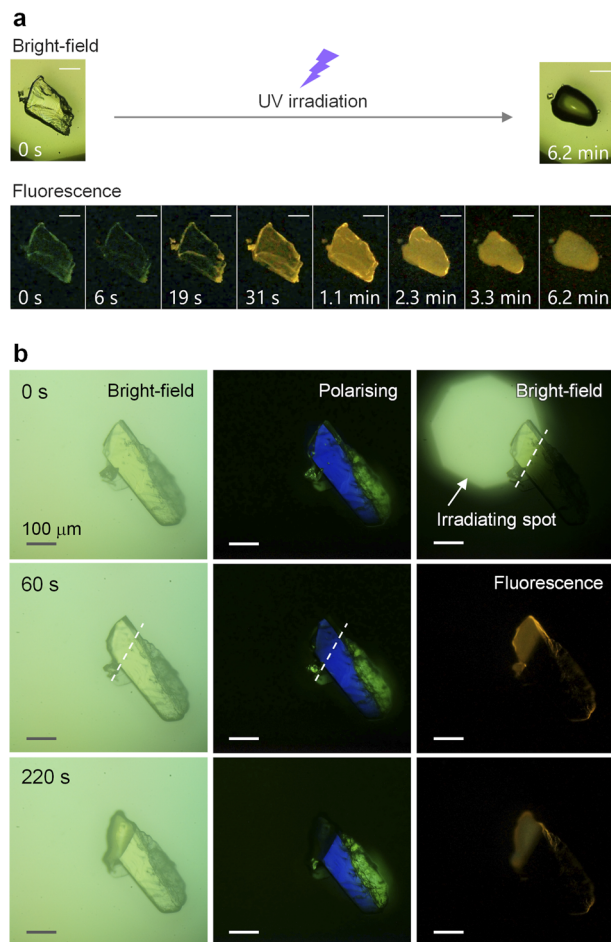 a
Bright-field
UV irradiation
0 s
6.2 min
Fluorescence
0 s
6 s
19 s
31 s
1.1 min
2.3 min
3.3 min
6.2 min
b
0 s
Bright-field
Polarising
Bright-field
Irradiating spot
100 μm
60 s
Fluorescence
220 s